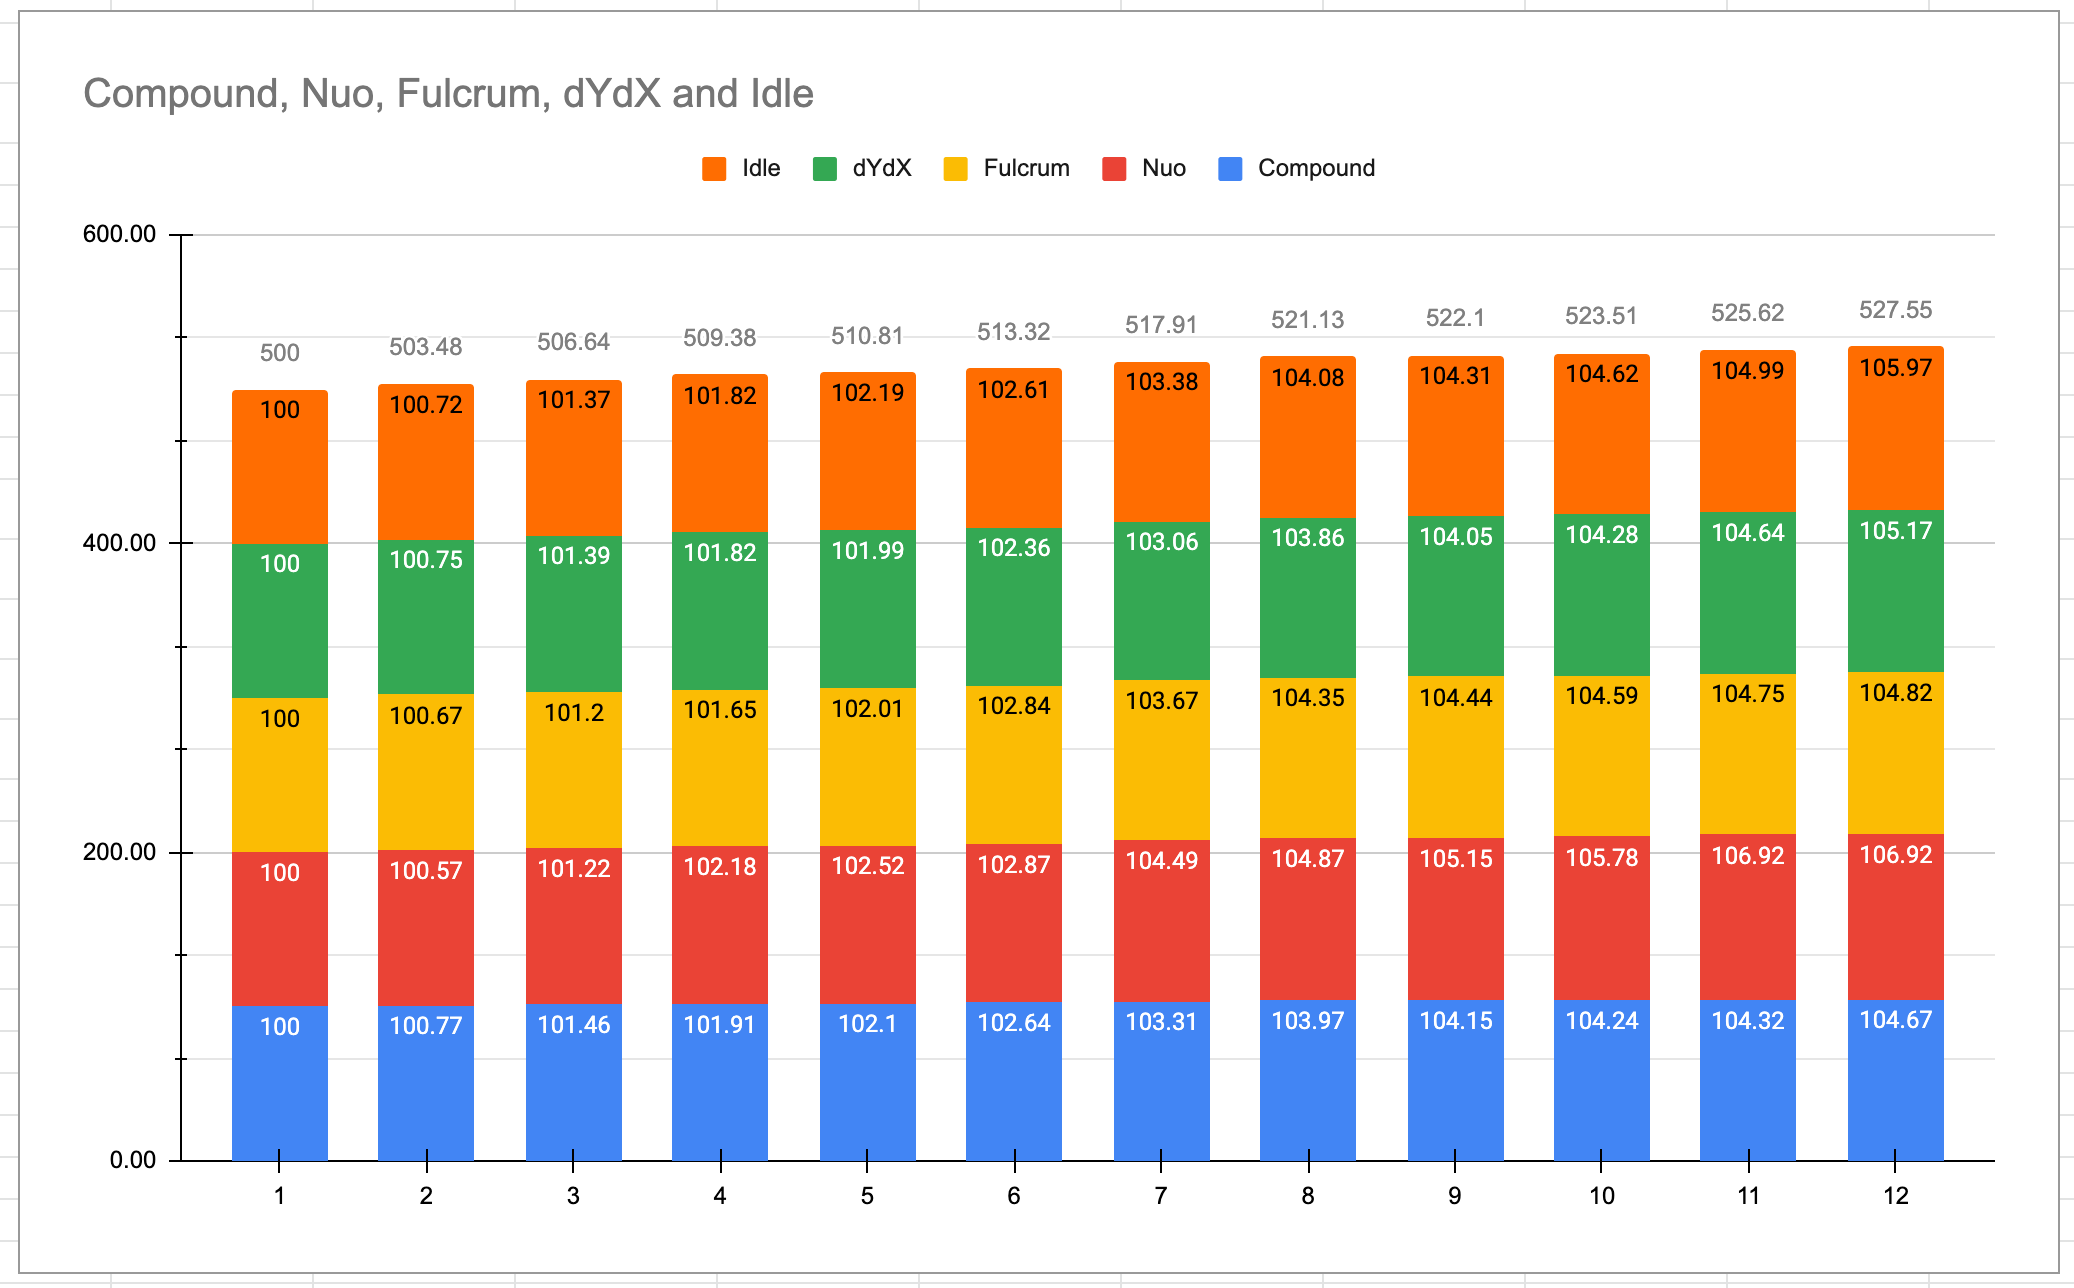 Compound, Nuo, Fulcrum, dYdX and Idle
Idle dYdX Fulcrum Nuo Compound
600.00
500 503.48 506.64 509.38 510.81 513.32 517.91 521.13 522.1 523.51 525.62 527.55
100 100.72 101.37 101.82 102.19 102.61 103.38 104.08 104.31 104.62 104.99 105.97
400.00
100 100.75 101.39 101.82 101.99 102.36 103.06 103.86 104.05 104.28 104.64 105.17
100 100.67 101.2 101.65 102.01 102.84 103.67 104.35 104.44 104.59 104.75 104.82
200.00
100 100.57 101.22 102.18 102.52 102.87 104.49 104.87 105.15 105.78 106.92 106.92
100 100.77 101.46 101.91 102.1 102.64 103.31 103.97 104.15 104.24 104.32 104.67
0.00
1 2 3 4 5 6 7 8 9 10 11 12